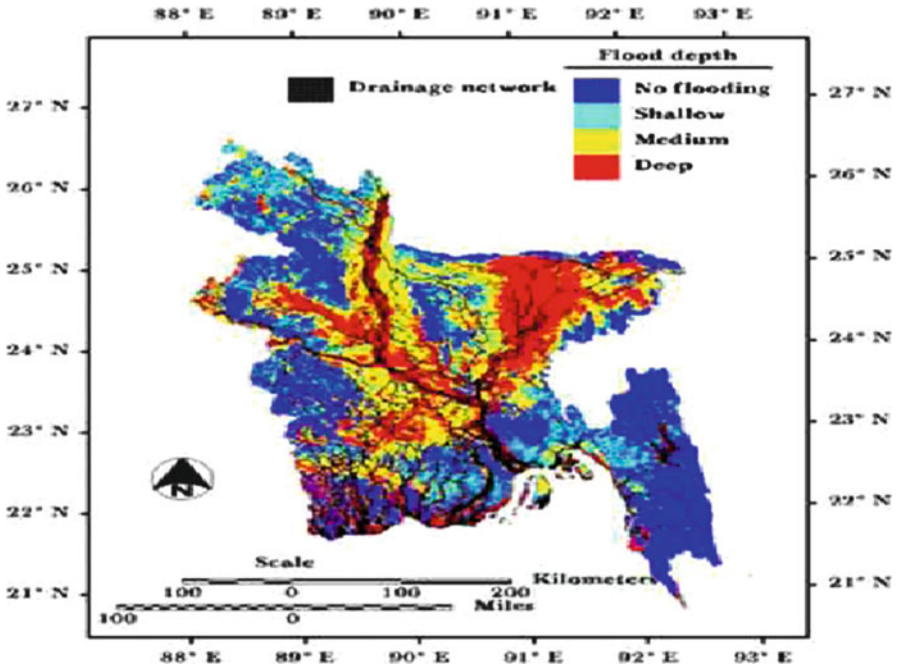 88° E 89° E 90° E 91° E 92° E 93° E
Flood depth
Drainage network
No flooding
Shallow
Medium
Deep
27° N 27° N
26° N 26° N
25° N 25° N
24° N 24° N
23° N 23° N
22° N 22° N
21° N 21° N
N
Scale
100 0 100 200 Kilometers
100 0 Miles
88° E 89° E 90° E 91° E 92° E 93° E